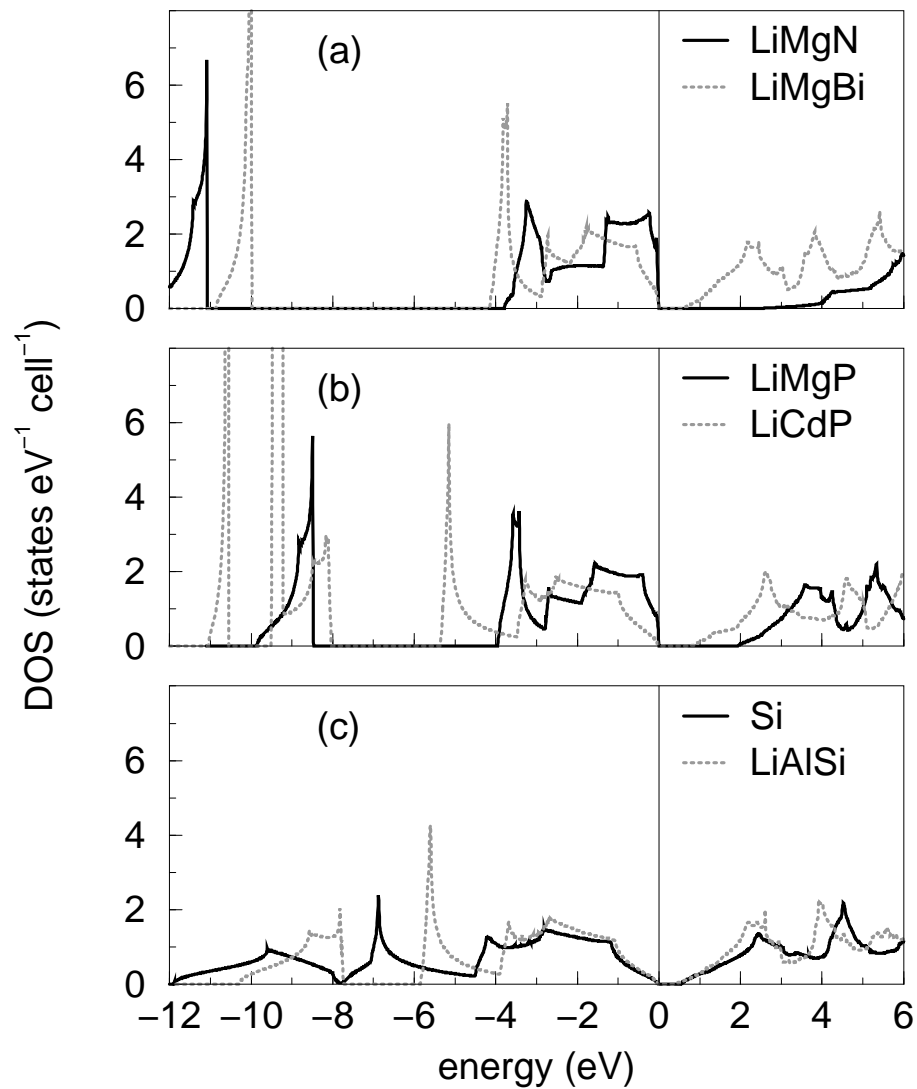 (a)
LiMgN
LiMgBi
6
4
2
0
(b)
LiMgP
LiCdP
6
4
2
0
DOS (states eV⁻¹ cell⁻¹)
(c)
Si
LiAlSi
6
4
2
0
−12 −10 −8 −6 −4 −2 0 2 4 6
energy (eV)